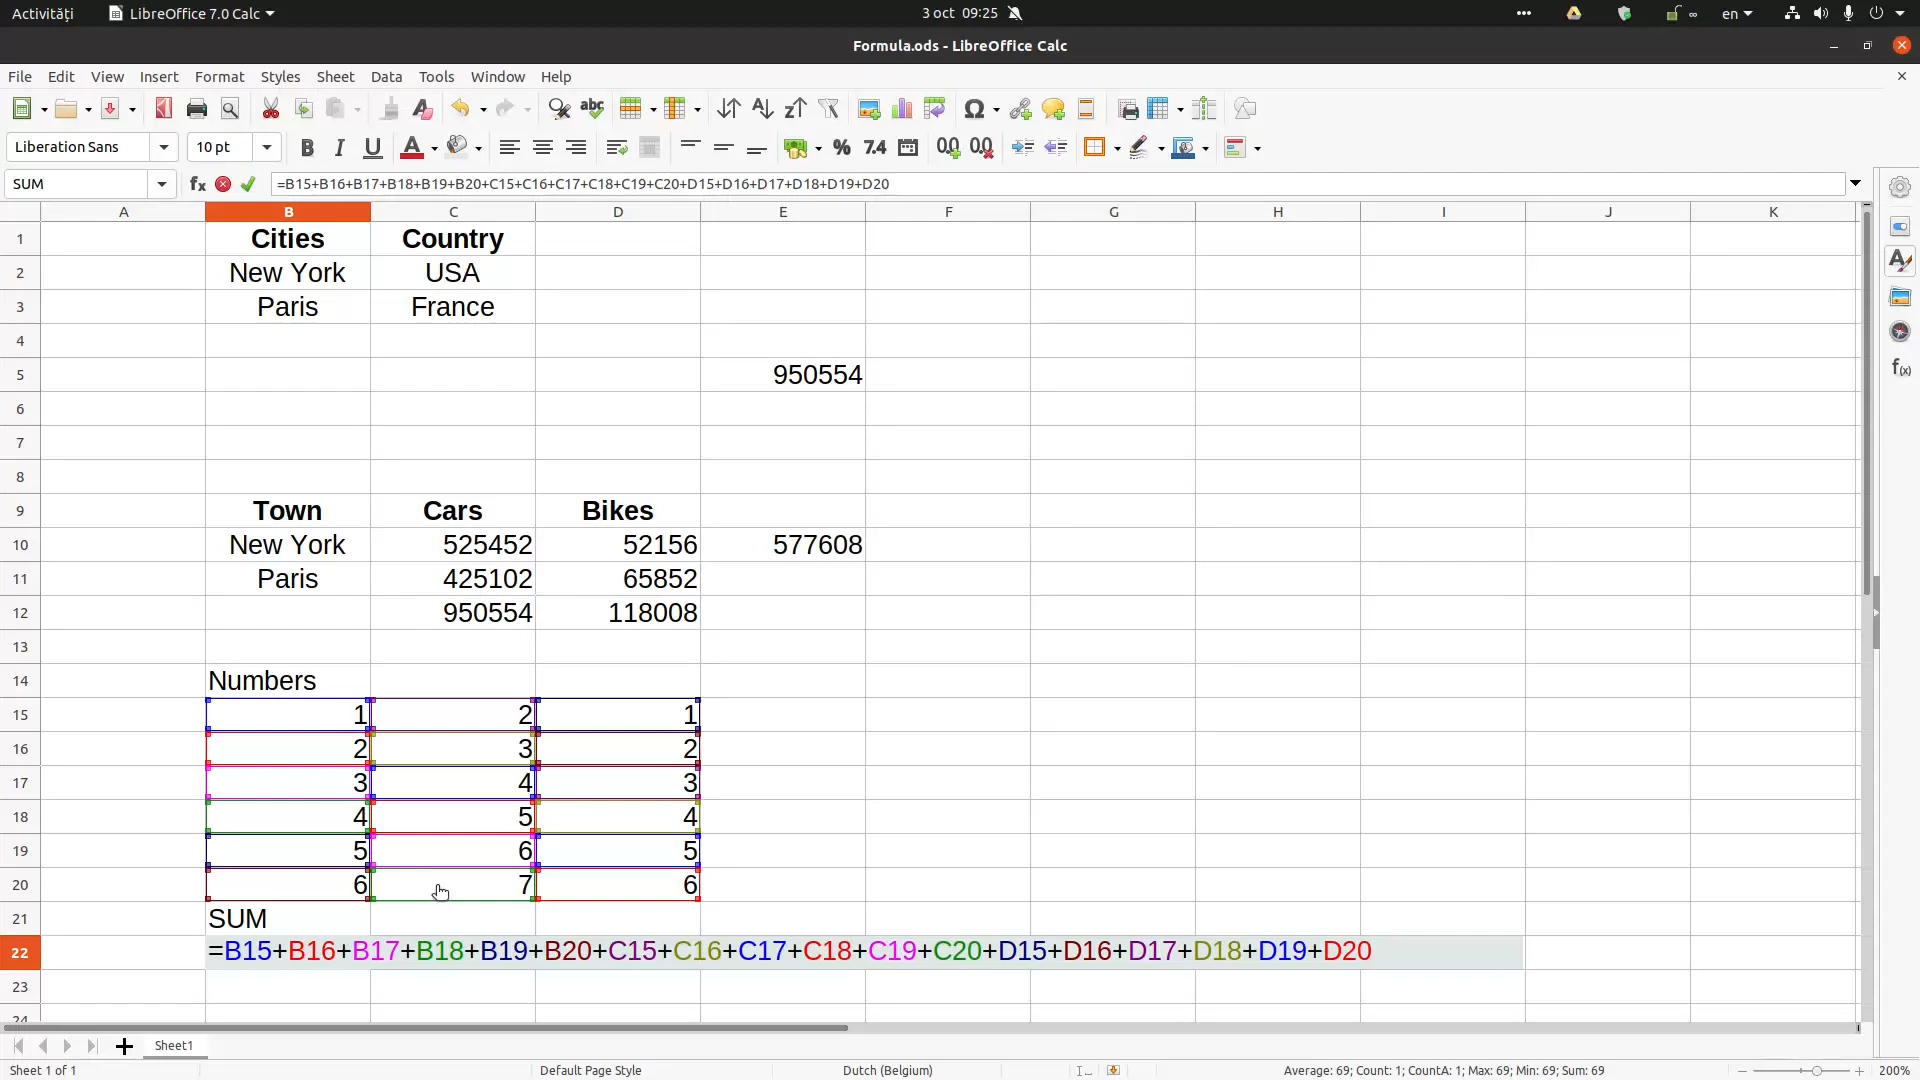 Activități LibreOffice 7.0 Calc 3 oct 09:25 ∞ en
Formula.ods - LibreOffice Calc
File Edit View Insert Format Styles Sheet Data Tools Window Help
Liberation Sans 10 pt B I U A % 7.4
SUM fx =B15+B16+B17+B18+B19+B20+C15+C16+C17+C18+C19+C20+D15+D16+D17+D18+D19+D20
A B C D E F G H I J K
1 Cities Country
2 New York USA
3 Paris France
4
5 950554
6
7
8
9 Town Cars Bikes
10 New York 525452 52156 577608
11 Paris 425102 65852
12 950554 118008
13
14 Numbers
15 1 2 1
16 2 3 2
17 3 4 3
18 4 5 4
19 5 6 5
20 6 7 6
21 SUM
22 =B15+B16+B17+B18+B19+B20+C15+C16+C17+C18+C19+C20+D15+D16+D17+D18+D19+D20
23
24
Sheet1
Sheet 1 of 1 Default Page Style Dutch (Belgium) Average: 69; Count: 1; CountA: 1; Max: 69; Min: 69; Sum: 69 200%